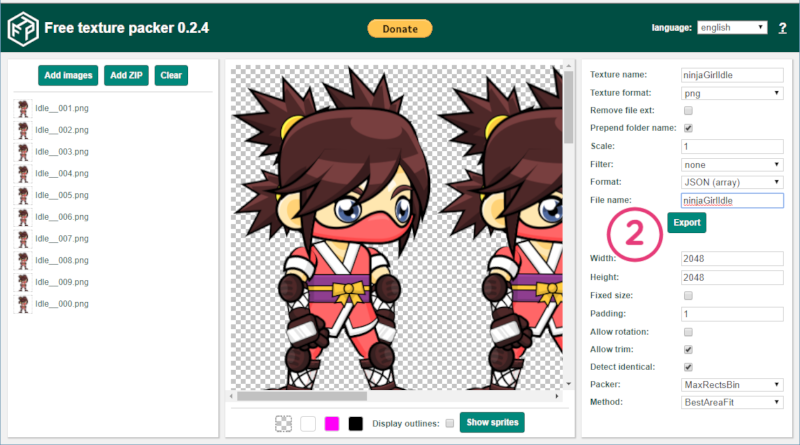 Free texture packer 0.2.4
Donate
language: english ?
Add images Add ZIP Clear
Idle__001.png
Idle__002.png
Idle__003.png
Idle__004.png
Idle__005.png
Idle__006.png
Idle__007.png
Idle__008.png
Idle__009.png
Idle__000.png
Display outlines: Show sprites
Texture name: ninjaGirlIdle
Texture format: png
Remove file ext:
Prepend folder name:
Scale: 1
Filter: none
Format: JSON (array)
File name: ninjaGirlIdle
2 Export
Width: 2048
Height: 2048
Fixed size:
Padding: 1
Allow rotation:
Allow trim:
Detect identical:
Packer: MaxRectsBin
Method: BestAreaFit